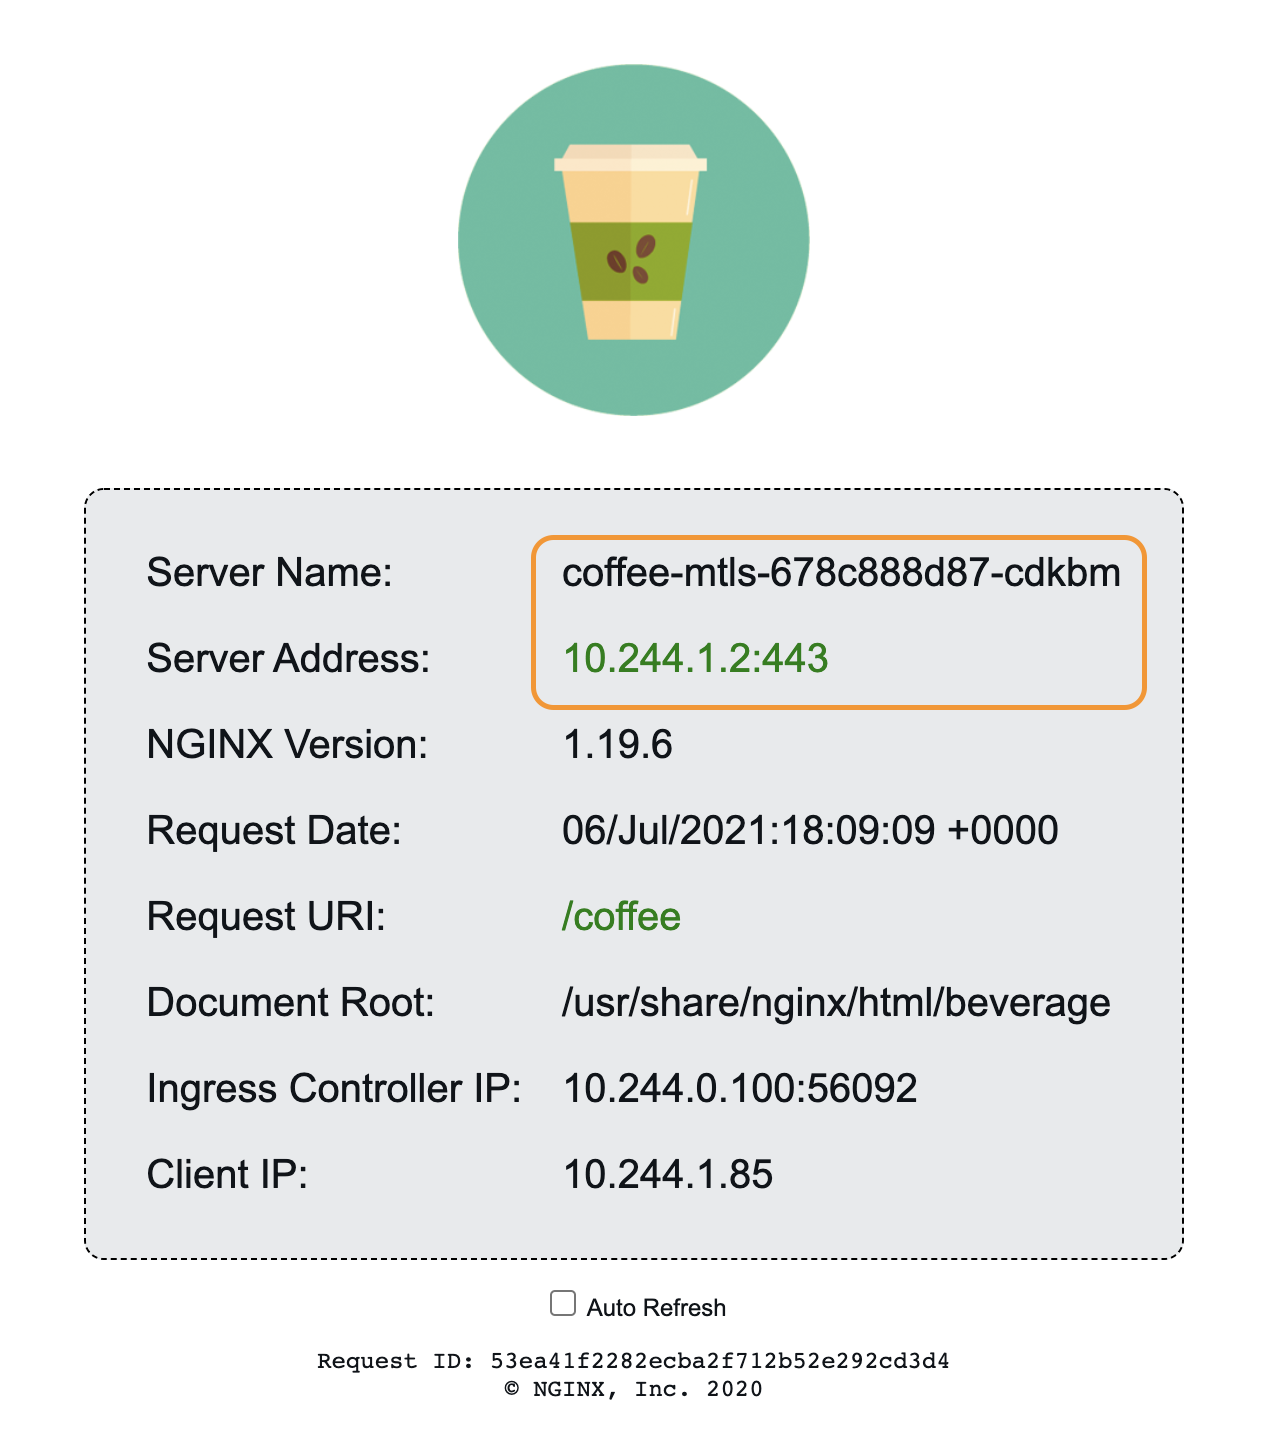 Server Name: coffee-mtls-678c888d87-cdkbm
Server Address: 10.244.1.2:443
NGINX Version: 1.19.6
Request Date: 06/Jul/2021:18:09:09 +0000
Request URI: /coffee
Document Root: /usr/share/nginx/html/beverage
Ingress Controller IP: 10.244.0.100:56092
Client IP: 10.244.1.85
Auto Refresh
Request ID: 53ea41f2282ecba2f712b52e292cd3d4
© NGINX, Inc. 2020